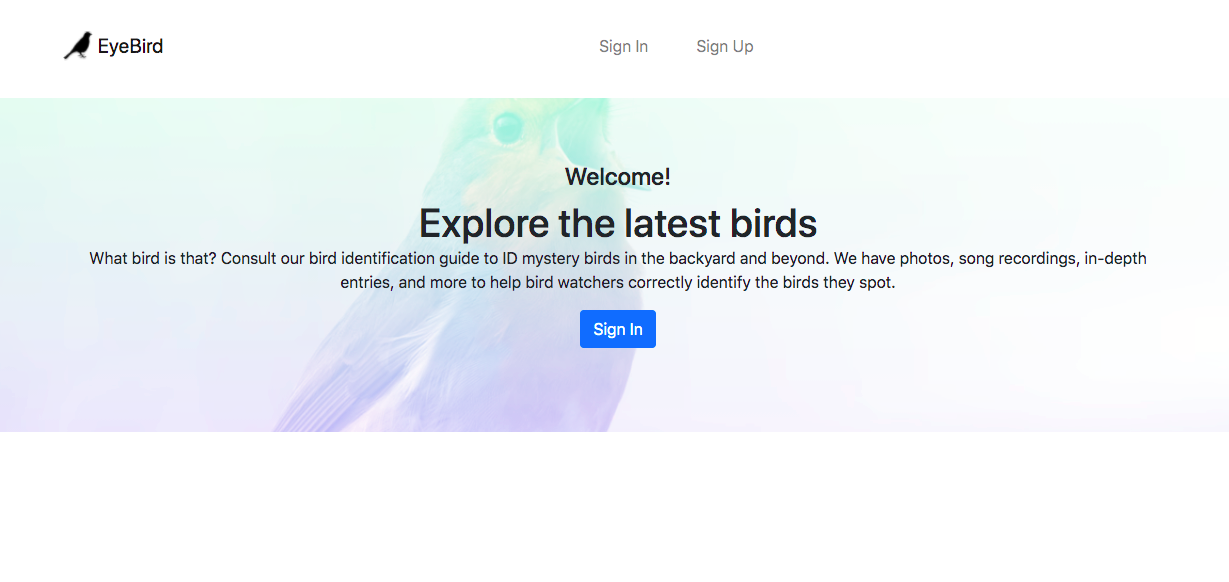 EyeBird
Sign In
Sign Up
Welcome!
Explore the latest birds
What bird is that? Consult our bird identification guide to ID mystery birds in the backyard and beyond. We have photos, song recordings, in-depth
entries, and more to help bird watchers correctly identify the birds they spot.
Sign In